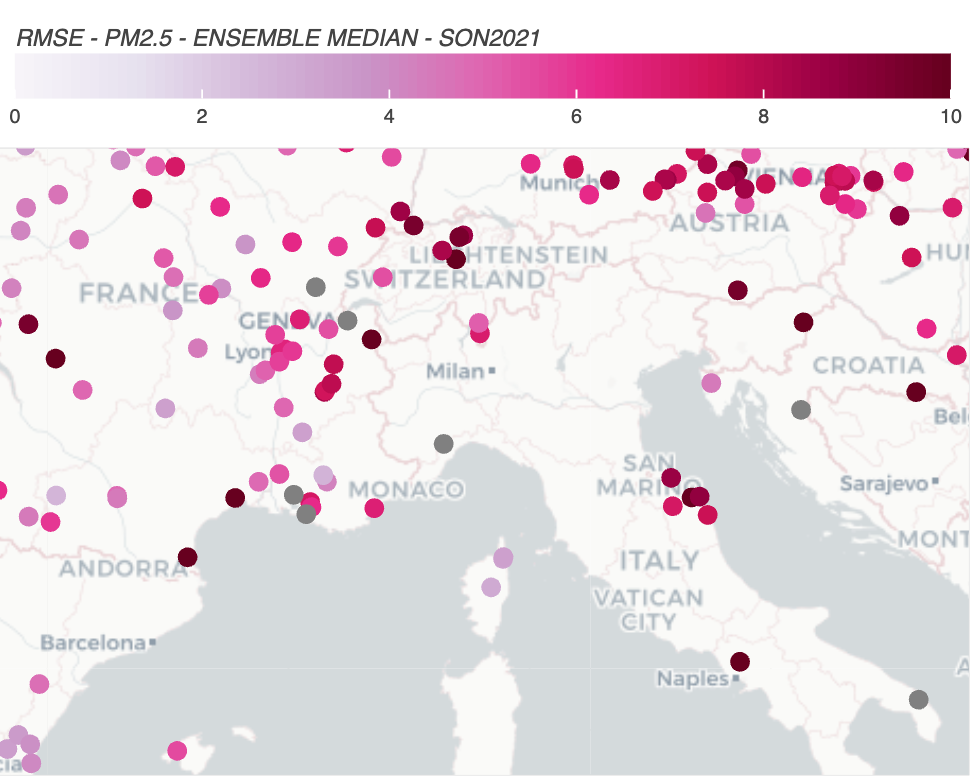 RMSE - PM2.5 - ENSEMBLE MEDIAN - SON2021
0 2 4 6 8 10
Munich
VIENNA
AUSTRIA
LIECHTENSTEIN
HU
SWITZERLAND
FRANCE
GENEVA
Lyon
CROATIA
Milan
Bel
SAN
MARINO
Sarajevo
MONACO
MONT
ITALY
ANDORRA
VATICAN
CITY
Barcelona
A
Naples
cia